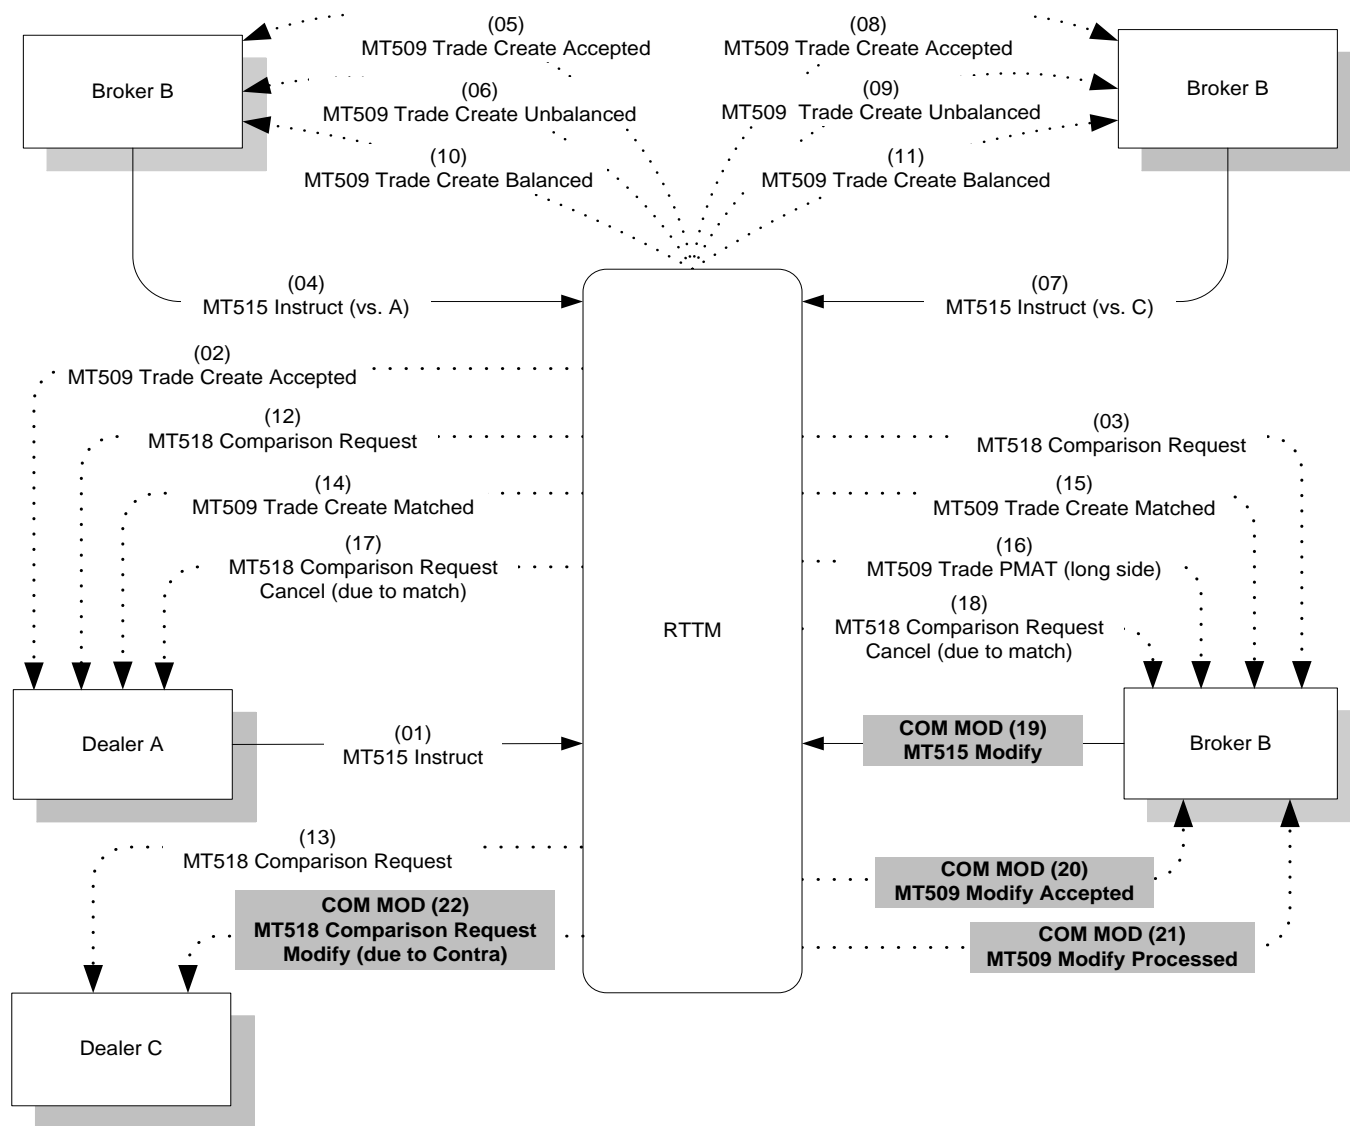 (05)
MT509 Trade Create Accepted
(08)
MT509 Trade Create Accepted
Broker B
Broker B
(06)
MT509 Trade Create Unbalanced
(09)
MT509 Trade Create Unbalanced
(10)
MT509 Trade Create Balanced
(11)
MT509 Trade Create Balanced
(04)
MT515 Instruct (vs. A)
(07)
MT515 Instruct (vs. C)
(02)
MT509 Trade Create Accepted
(12)
MT518 Comparison Request
(03)
MT518 Comparison Request
(14)
MT509 Trade Create Matched
(15)
MT509 Trade Create Matched
(17)
MT518 Comparison Request
Cancel (due to match)
(16)
MT509 Trade PMAT (long side)
(18)
MT518 Comparison Request
Cancel (due to match)
RTTM
Dealer A
(01)
MT515 Instruct
COM MOD (19)
MT515 Modify
Broker B
(13)
MT518 Comparison Request
COM MOD (20)
MT509 Modify Accepted
COM MOD (22)
MT518 Comparison Request
Modify (due to Contra)
COM MOD (21)
MT509 Modify Processed
Dealer C